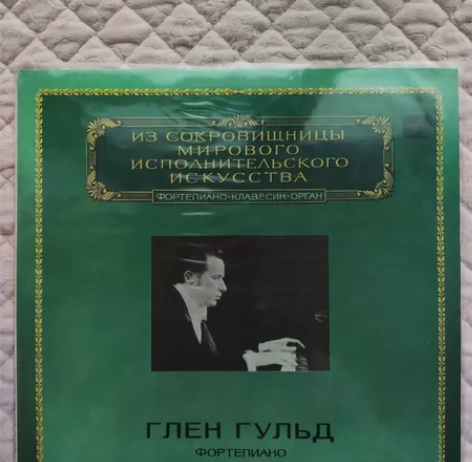 ИЗ СОКРОВИЩНИЦЫ
МИРОВОГО
ИСПОЛНИТЕЛЬСКОГО
ИСКУССТВА
ФОРТЕПИАНО•КЛАВЕСИН•ОРГАН
ГЛЕН ГУЛЬД
ФОРТЕПИАНО